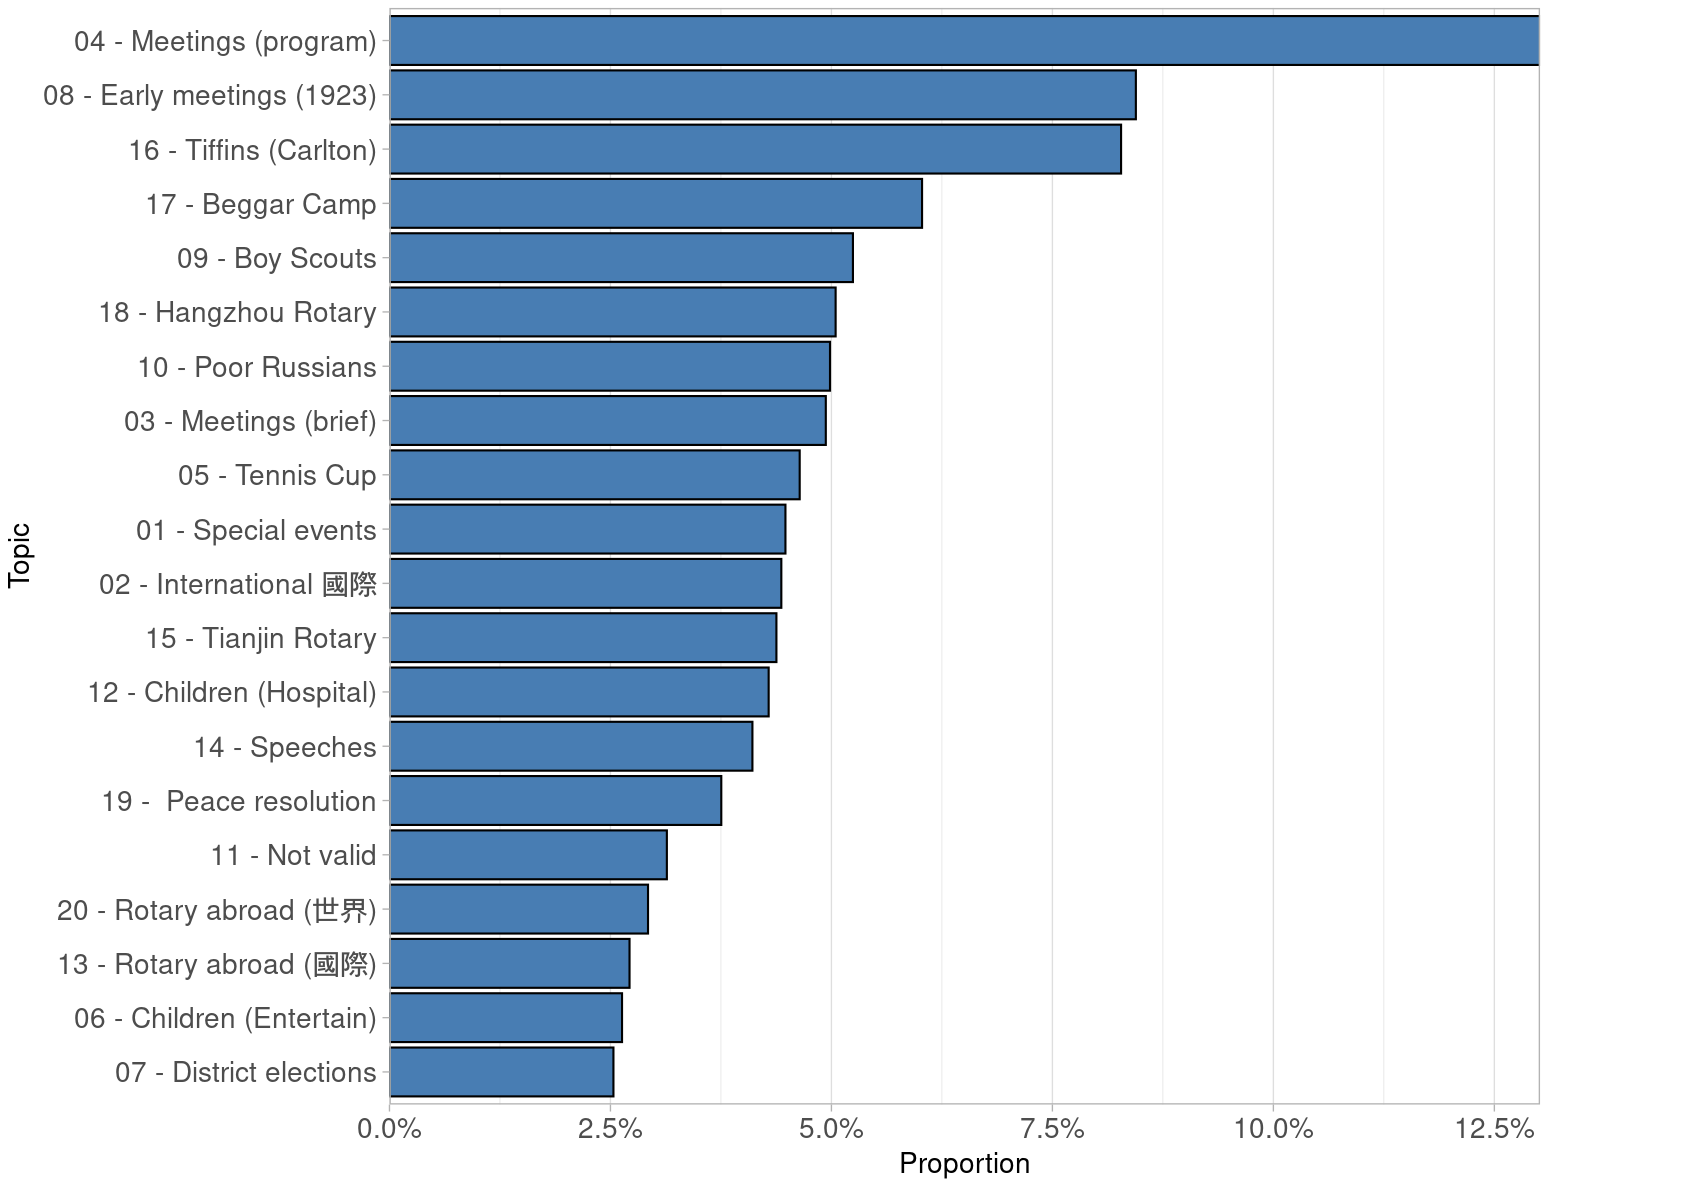 04 - Meetings (program)
08 - Early meetings (1923)
16 - Tiffins (Carlton)
17 - Beggar Camp
09 - Boy Scouts
18 - Hangzhou Rotary
10 - Poor Russians
03 - Meetings (brief)
05 - Tennis Cup
01 - Special events
02 - International 國際
15 - Tianjin Rotary
12 - Children (Hospital)
14 - Speeches
19 -  Peace resolution
11 - Not valid
20 - Rotary abroad (世界)
13 - Rotary abroad (國際)
06 - Children (Entertain)
07 - District elections
Topic
0.0% 2.5% 5.0% 7.5% 10.0% 12.5%
Proportion